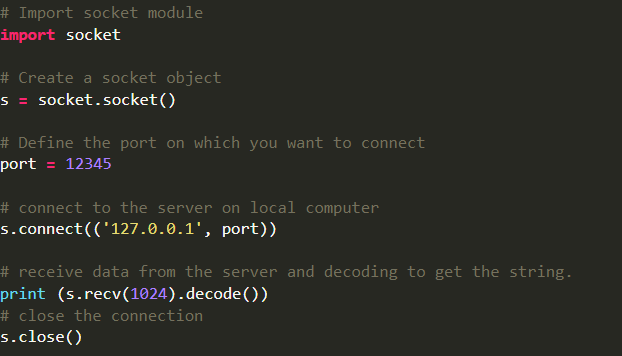 # Import socket module
import socket
# Create a socket object
s = socket.socket()
# Define the port on which you want to connect
port = 12345
# connect to the server on local computer
s.connect(('127.0.0.1', port))
# receive data from the server and decoding to get the string.
print (s.recv(1024).decode())
# close the connection
s.close()